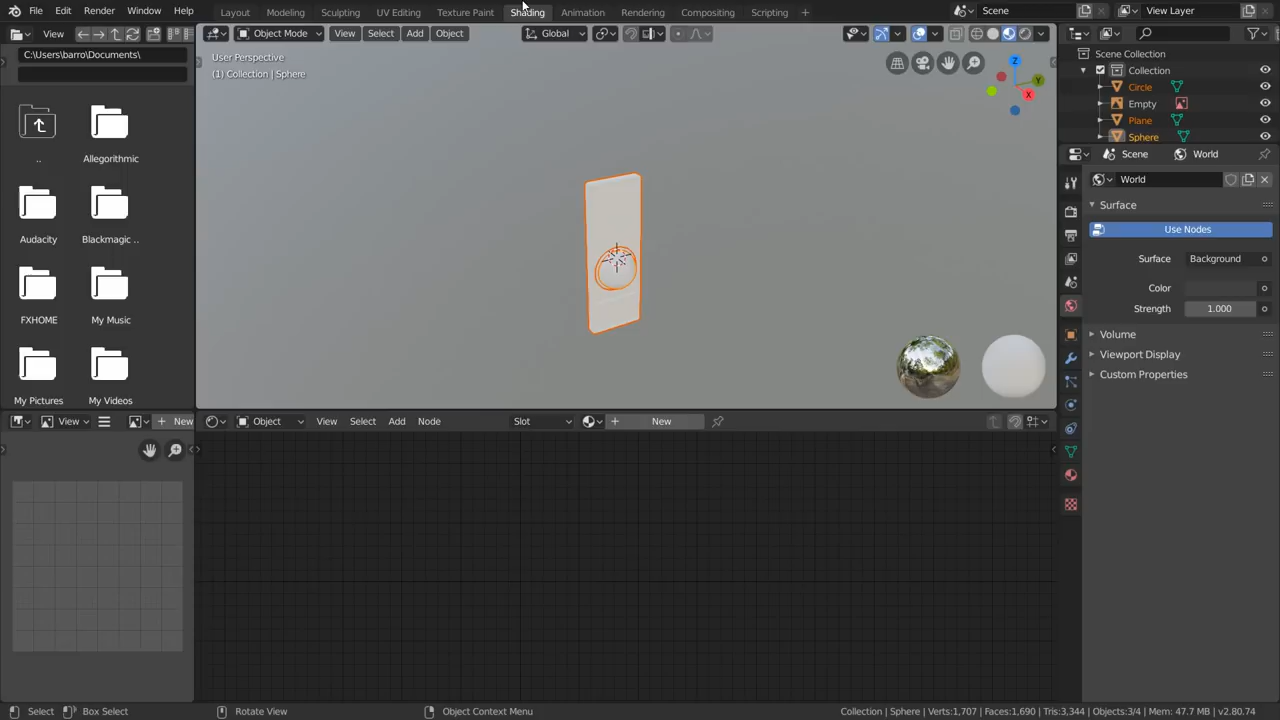 File Edit Render Window Help Layout Modeling Sculpting UV Editing Texture Paint Shading Animation Rendering Compositing Scripting + Scene View Layer
View Object Mode View Select Add Object Global
C:\Users\barro\Documents\
User Perspective
(1) Collection | Sphere
Z
Y
X
Scene Collection
Collection
Circle
Empty
Plane
Sphere
..
Allegorithmic
Audacity
Blackmagic ..
FXHOME
My Music
My Pictures
My Videos
Scene World
World
Surface
Use Nodes
Surface Background
Color
Strength 1.000
Volume
Viewport Display
Custom Properties
View New
Object View Select Add Node Slot New
Select Box Select Rotate View Object Context Menu Collection | Sphere | Verts:1,707 | Faces:1,690 | Tris:3,344 | Objects:3/4 | Mem: 47.7 MB | v2.80.74